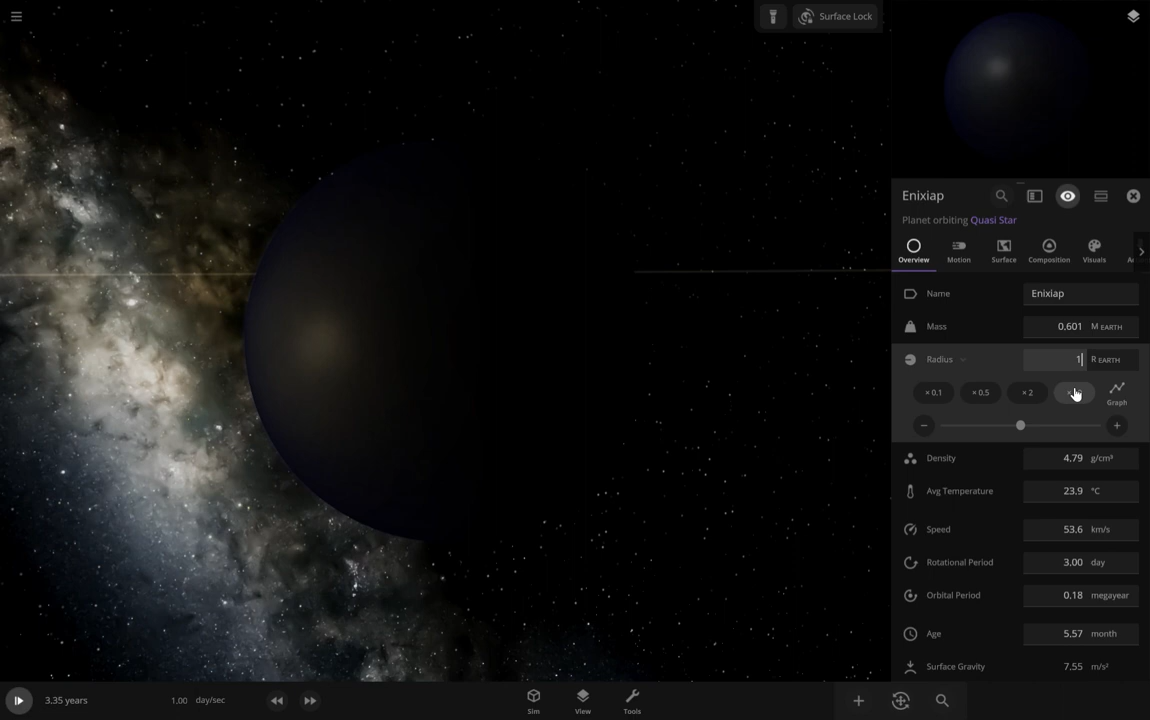 Surface Lock
Enixiap
Planet orbiting Quasi Star
Overview Motion Surface Composition Visuals
Name Enixiap
Mass 0.601 M EARTH
Radius 1 R EARTH
× 0.1 × 0.5 × 2 Graph
Density 4.79 g/cm³
Avg Temperature 23.9 °C
Speed 53.6 km/s
Rotational Period 3.00 day
Orbital Period 0.18 megayear
Age 5.57 month
Surface Gravity 7.55 m/s²
3.35 years 1.00 day/sec Sim View Tools